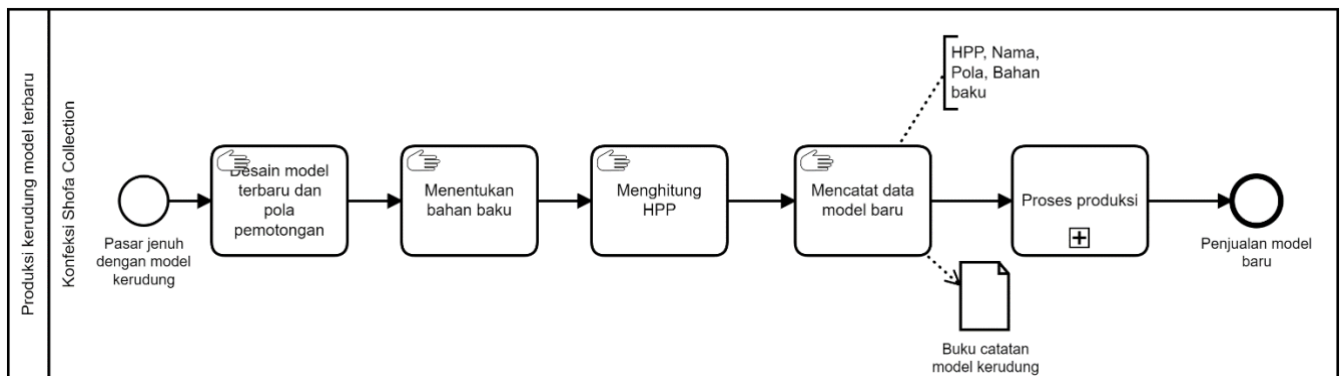 Produksi kerudung model terbaru
Konfeksi Shofa Collection
Pasar jenuh
dengan model
kerudung
Desain model
terbaru dan
pola
pemotongan
Menentukan
bahan baku
Menghitung
HPP
HPP, Nama,
Pola, Bahan
baku
Mencatat data
model baru
Buku catatan
model kerudung
Proses produksi
Penjualan model
baru